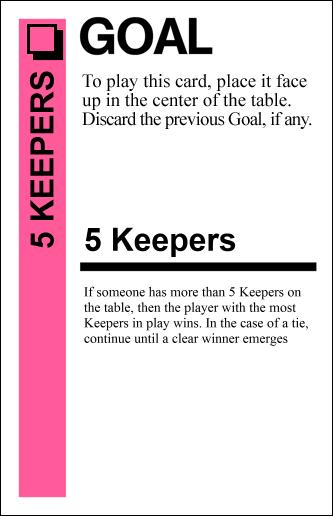 GOAL
To play this card, place it face
up in the center of the table.
Discard the previous Goal, if any.
5 KEEPERS
5 Keepers
If someone has more than 5 Keepers on
the table, then the player with the most
Keepers in play wins. In the case of a tie,
continue until a clear winner emerges